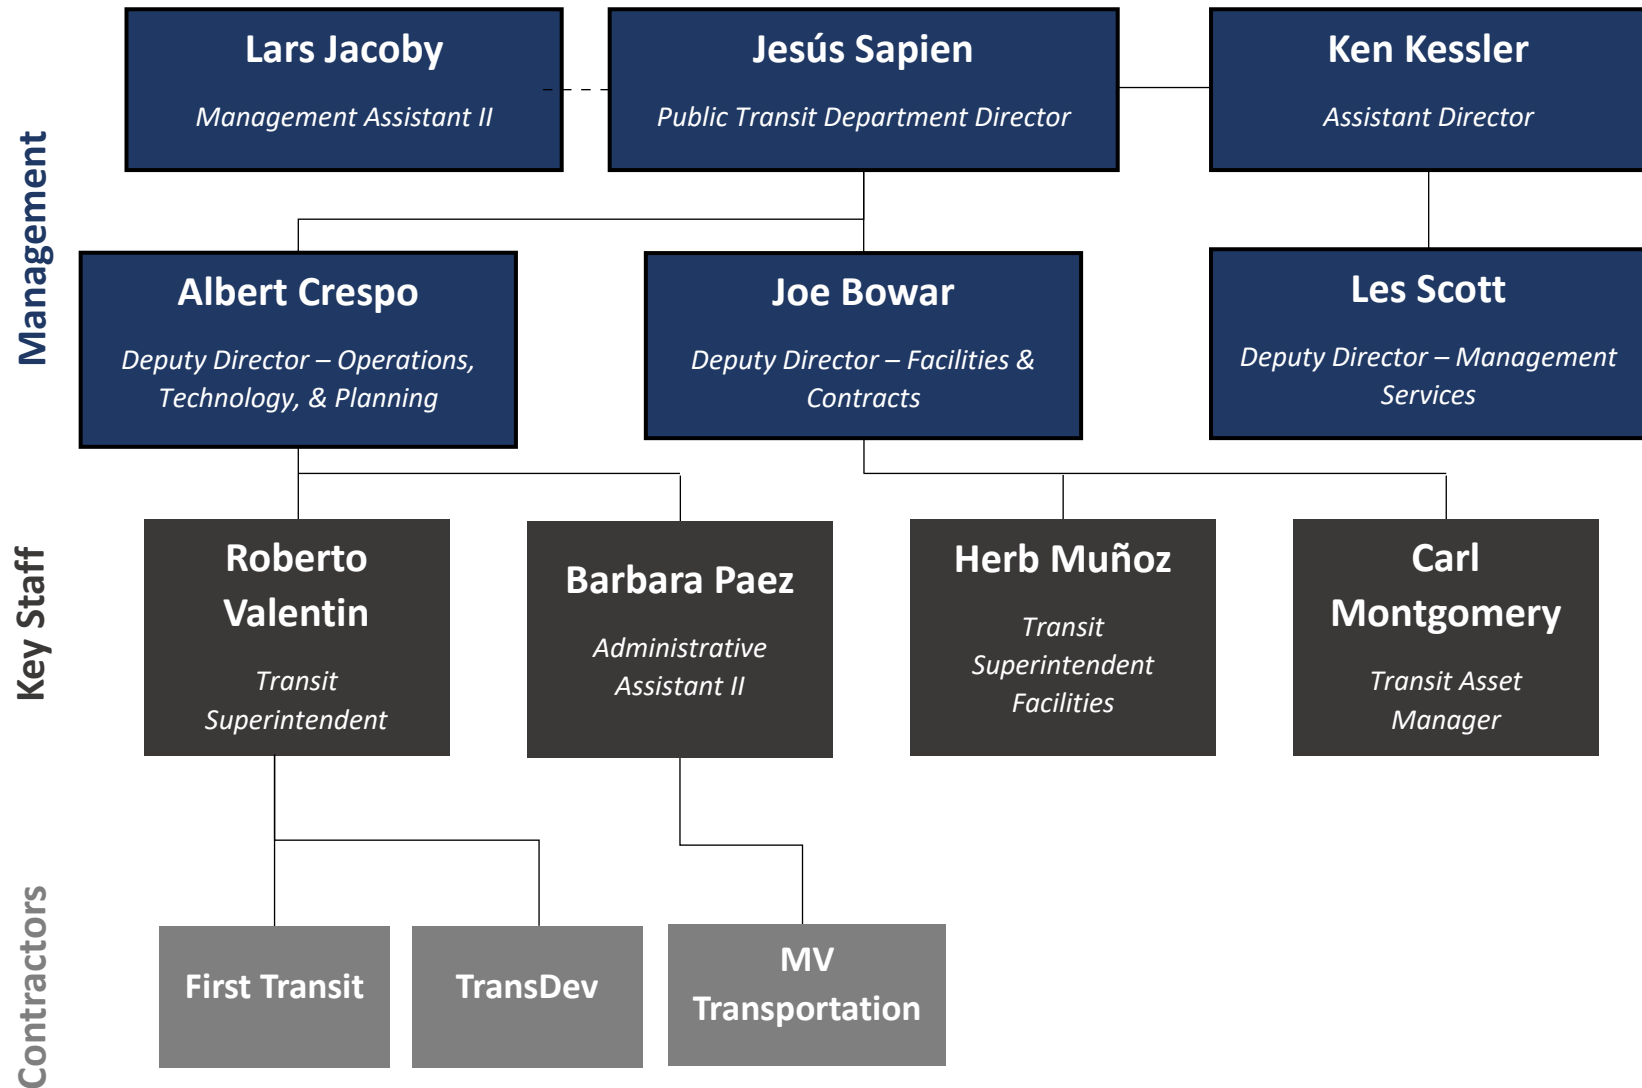 Management
Lars Jacoby
Management Assistant II
Jesús Sapien
Public Transit Department Director
Ken Kessler
Assistant Director
Albert Crespo
Deputy Director – Operations,
Technology, & Planning
Joe Bowar
Deputy Director – Facilities &
Contracts
Les Scott
Deputy Director – Management
Services
Key Staff
Roberto
Valentin
Transit
Superintendent
Barbara Paez
Administrative
Assistant II
Herb Muñoz
Transit
Superintendent
Facilities
Carl
Montgomery
Transit Asset
Manager
Contractors
First Transit
TransDev
MV
Transportation